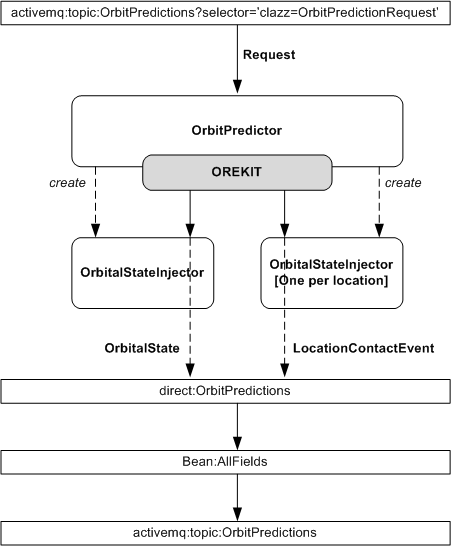 activemq:topic:OrbitPredictions?selector='clazz=OrbitPredictionRequest'
Request
OrbitPredictor
OREKIT
create
create
OrbitalStateInjector
OrbitalStateInjector
[One per location]
OrbitalState
LocationContactEvent
direct:OrbitPredictions
Bean:AllFields
activemq:topic:OrbitPredictions